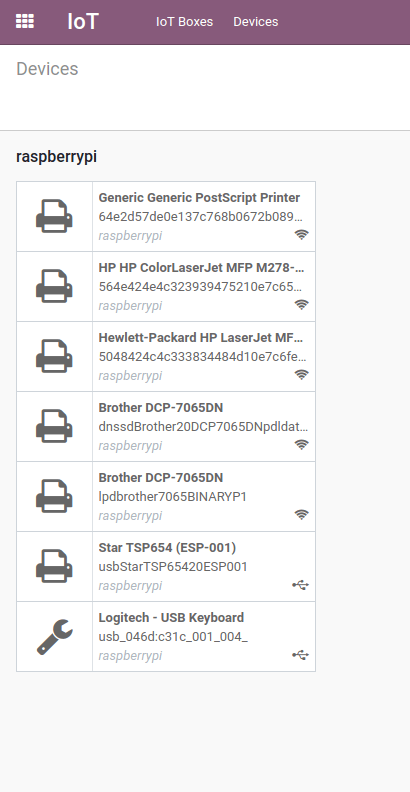 IoT
IoT Boxes
Devices
Devices
raspberrypi
Generic Generic PostScript Printer
64e2d57de0e137c768b0672b089...
raspberrypi
HP HP ColorLaserJet MFP M278-...
564e424e4c323939475210e7c65...
raspberrypi
Hewlett-Packard HP LaserJet MF...
5048424c4c333834484d10e7c6fe...
raspberrypi
Brother DCP-7065DN
dnssdBrother20DCP7065DNpdldat...
raspberrypi
Brother DCP-7065DN
lpdbrother7065BINARYP1
raspberrypi
Star TSP654 (ESP-001)
usbStarTSP65420ESP001
raspberrypi
Logitech - USB Keyboard
usb_046d:c31c_001_004_
raspberrypi